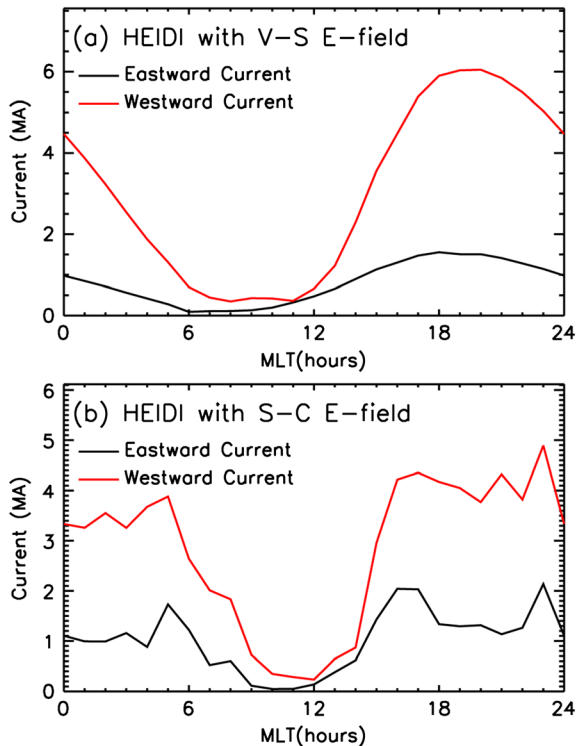 (a) HEIDI with V-S E-field
Eastward Current
Westward Current
6
4
2
0
Current (MA)
0 6 12 18 24
MLT(hours)
(b) HEIDI with S-C E-field
Eastward Current
Westward Current
6
5
4
3
2
1
0
Current (MA)
0 6 12 18 24
MLT(hours)